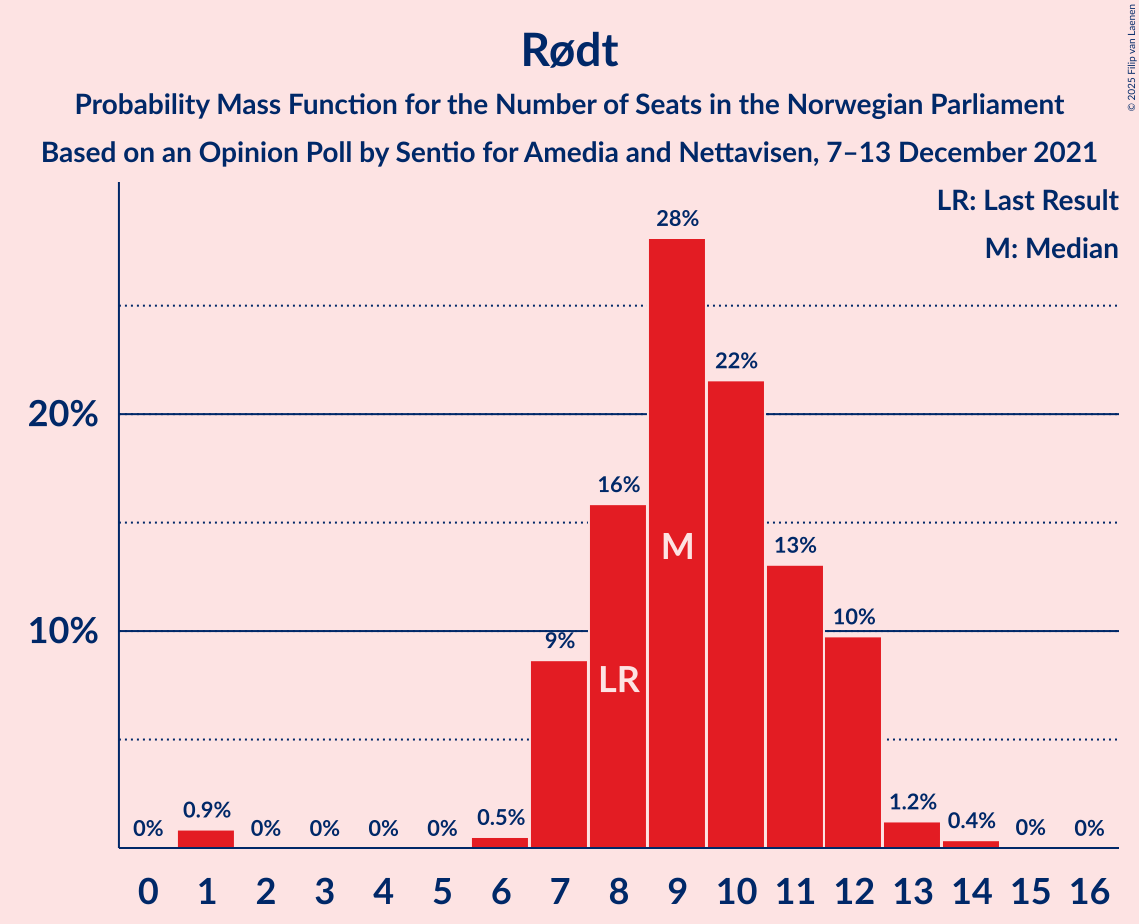 Rødt
Probability Mass Function for the Number of Seats in the Norwegian Parliament
Based on an Opinion Poll by Sentio for Amedia and Nettavisen, 7–13 December 2021
© 2025 Filip van Laenen
LR: Last Result
M: Median
20%
10%
0%
0.9%
0%
0%
0%
0%
0.5%
9%
16%
28%
22%
13%
10%
1.2%
0.4%
0%
0%
M
LR
0 1 2 3 4 5 6 7 8 9 10 11 12 13 14 15 16